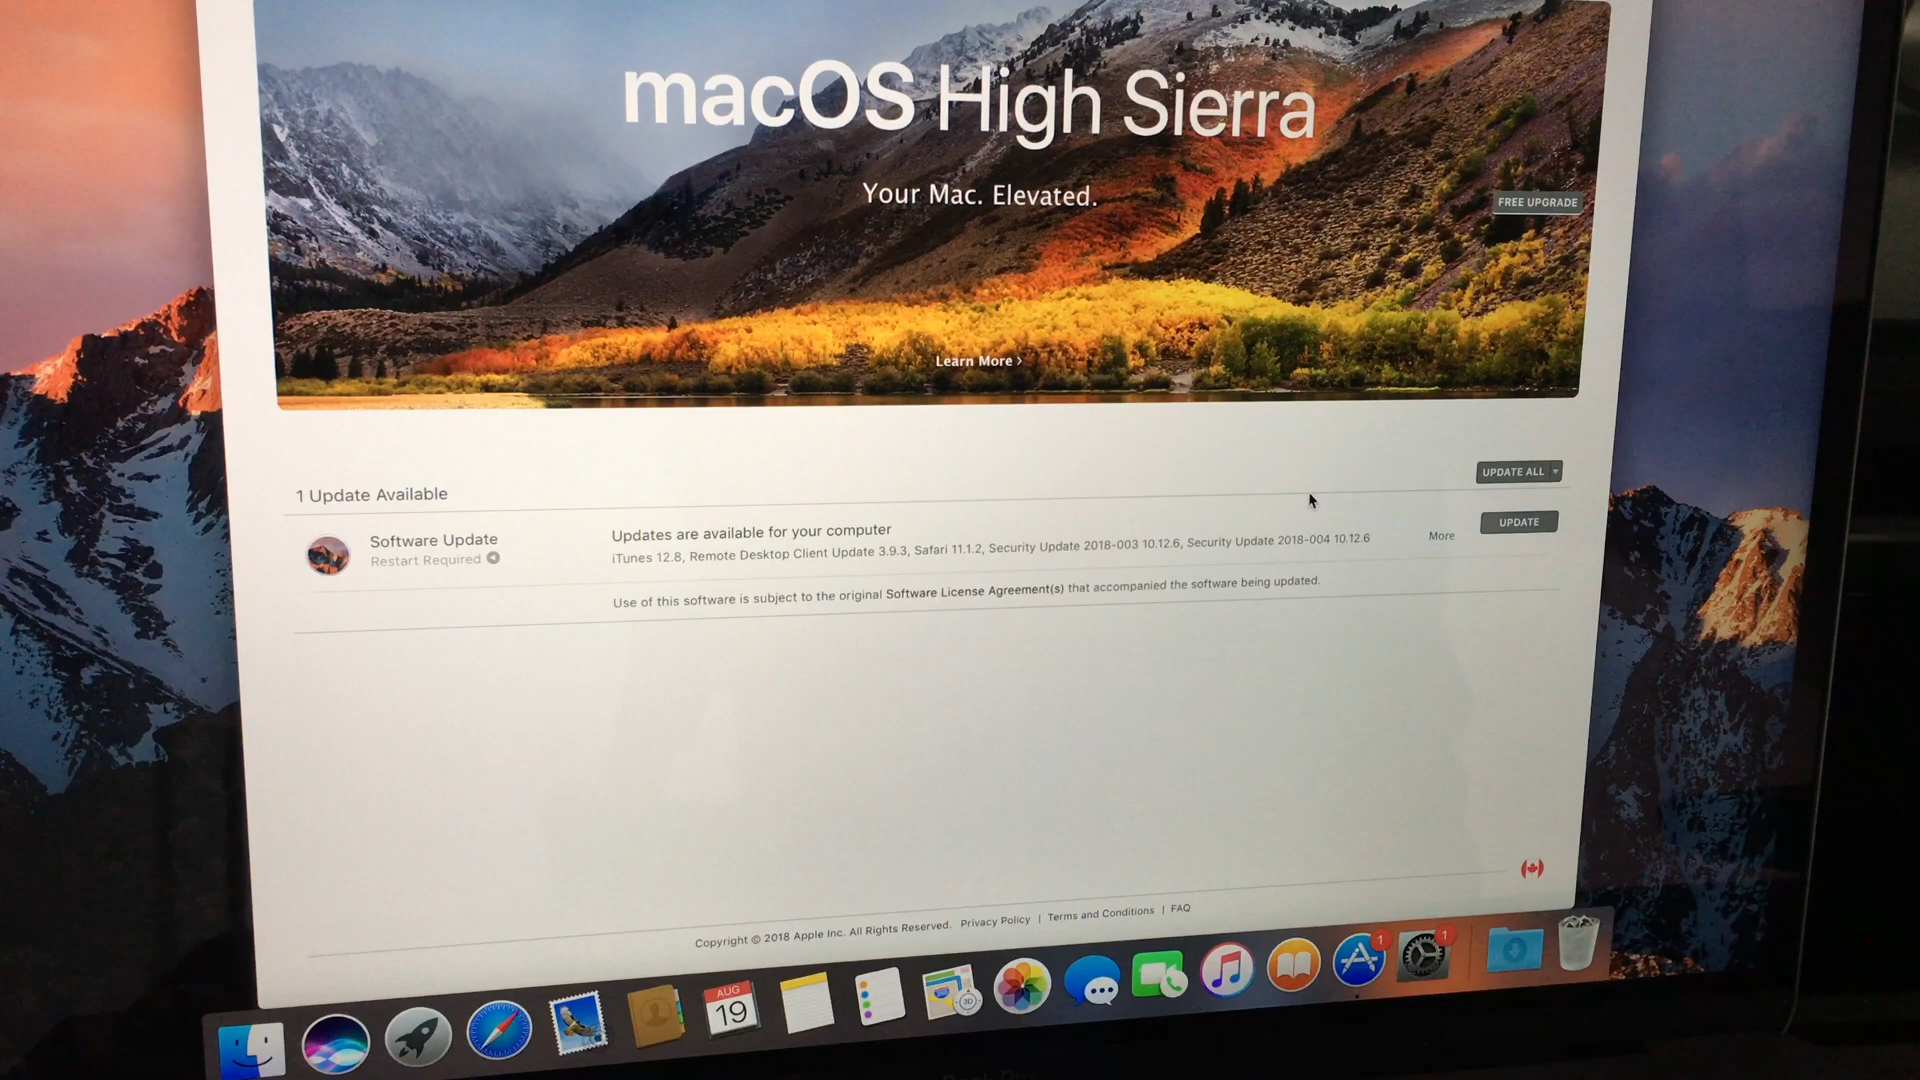 macOS High Sierra
Your Mac. Elevated.
FREE UPGRADE
Learn More ›
UPDATE ALL
1 Update Available
Software Update
Restart Required
Updates are available for your computer
iTunes 12.8, Remote Desktop Client Update 3.9.3, Safari 11.1.2, Security Update 2018-003 10.12.6, Security Update 2018-004 10.12.6
More
UPDATE
Use of this software is subject to the original Software License Agreement(s) that accompanied the software being updated.
Copyright © 2018 Apple Inc. All Rights Reserved. Privacy Policy | Terms and Conditions | FAQ
AUG
19
3D
1
1